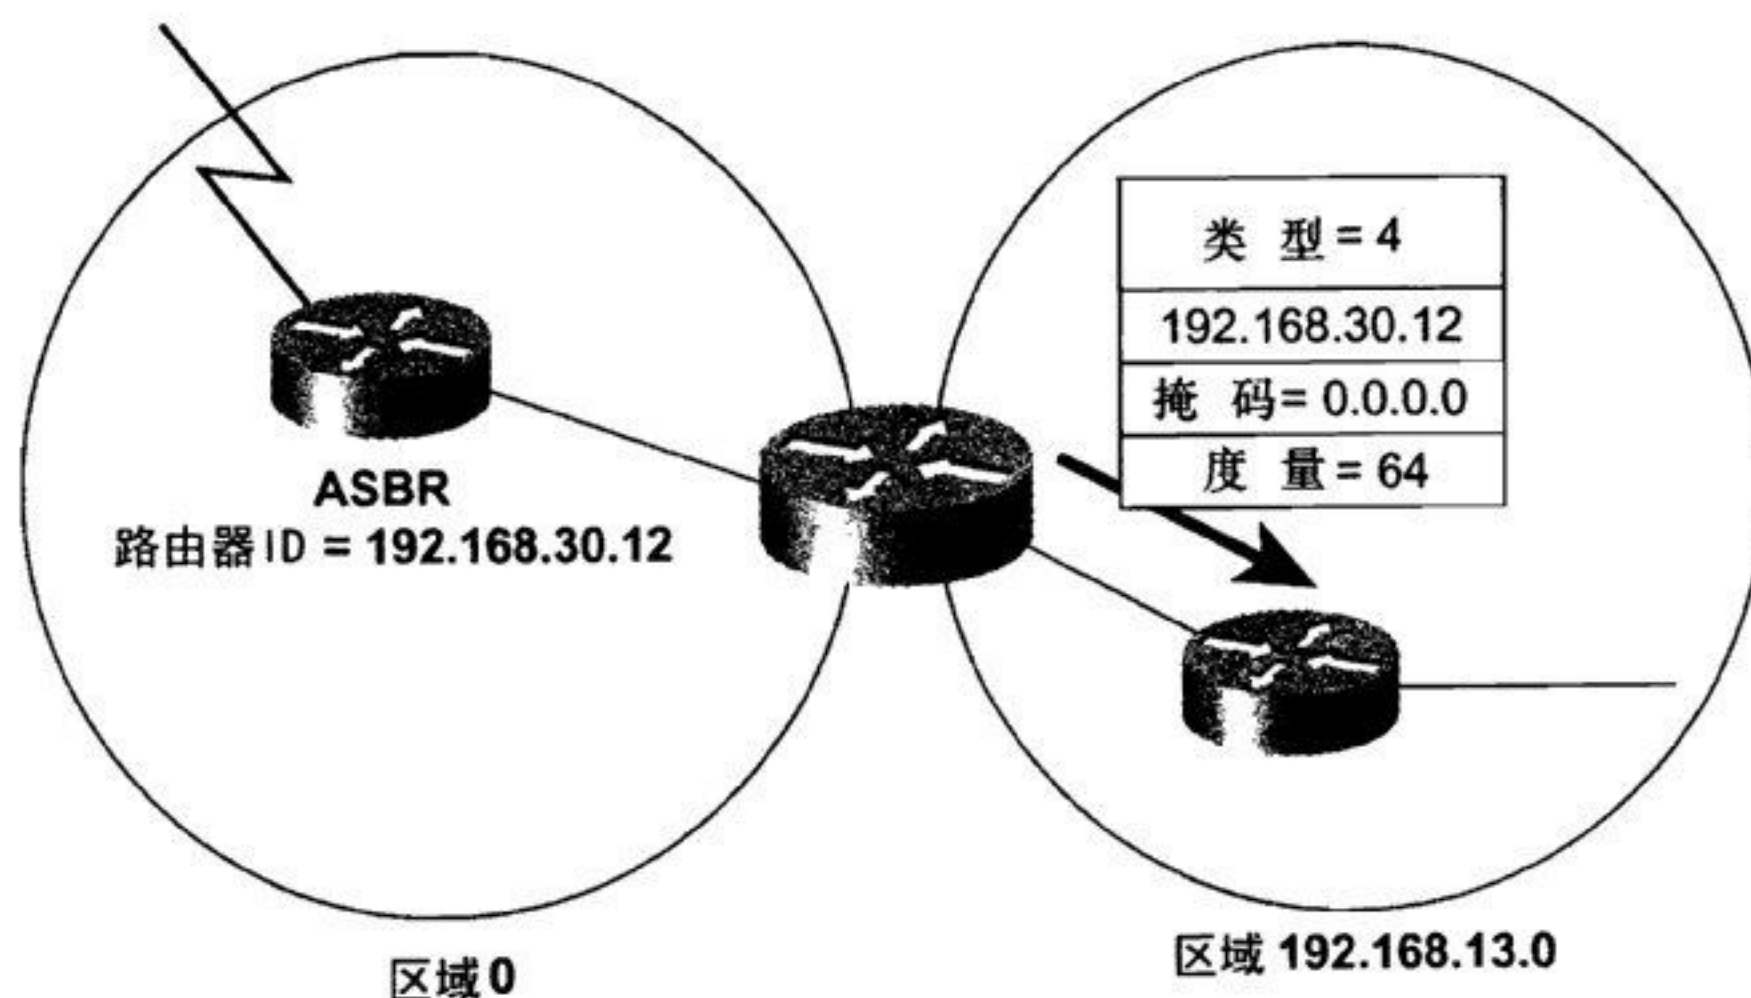 类 型 = 4
192.168.30.12
掩 码= 0.0.0.0
度 量 = 64
ASBR
路由器ID = 192.168.30.12
区域 0
区域 192.168.13.0